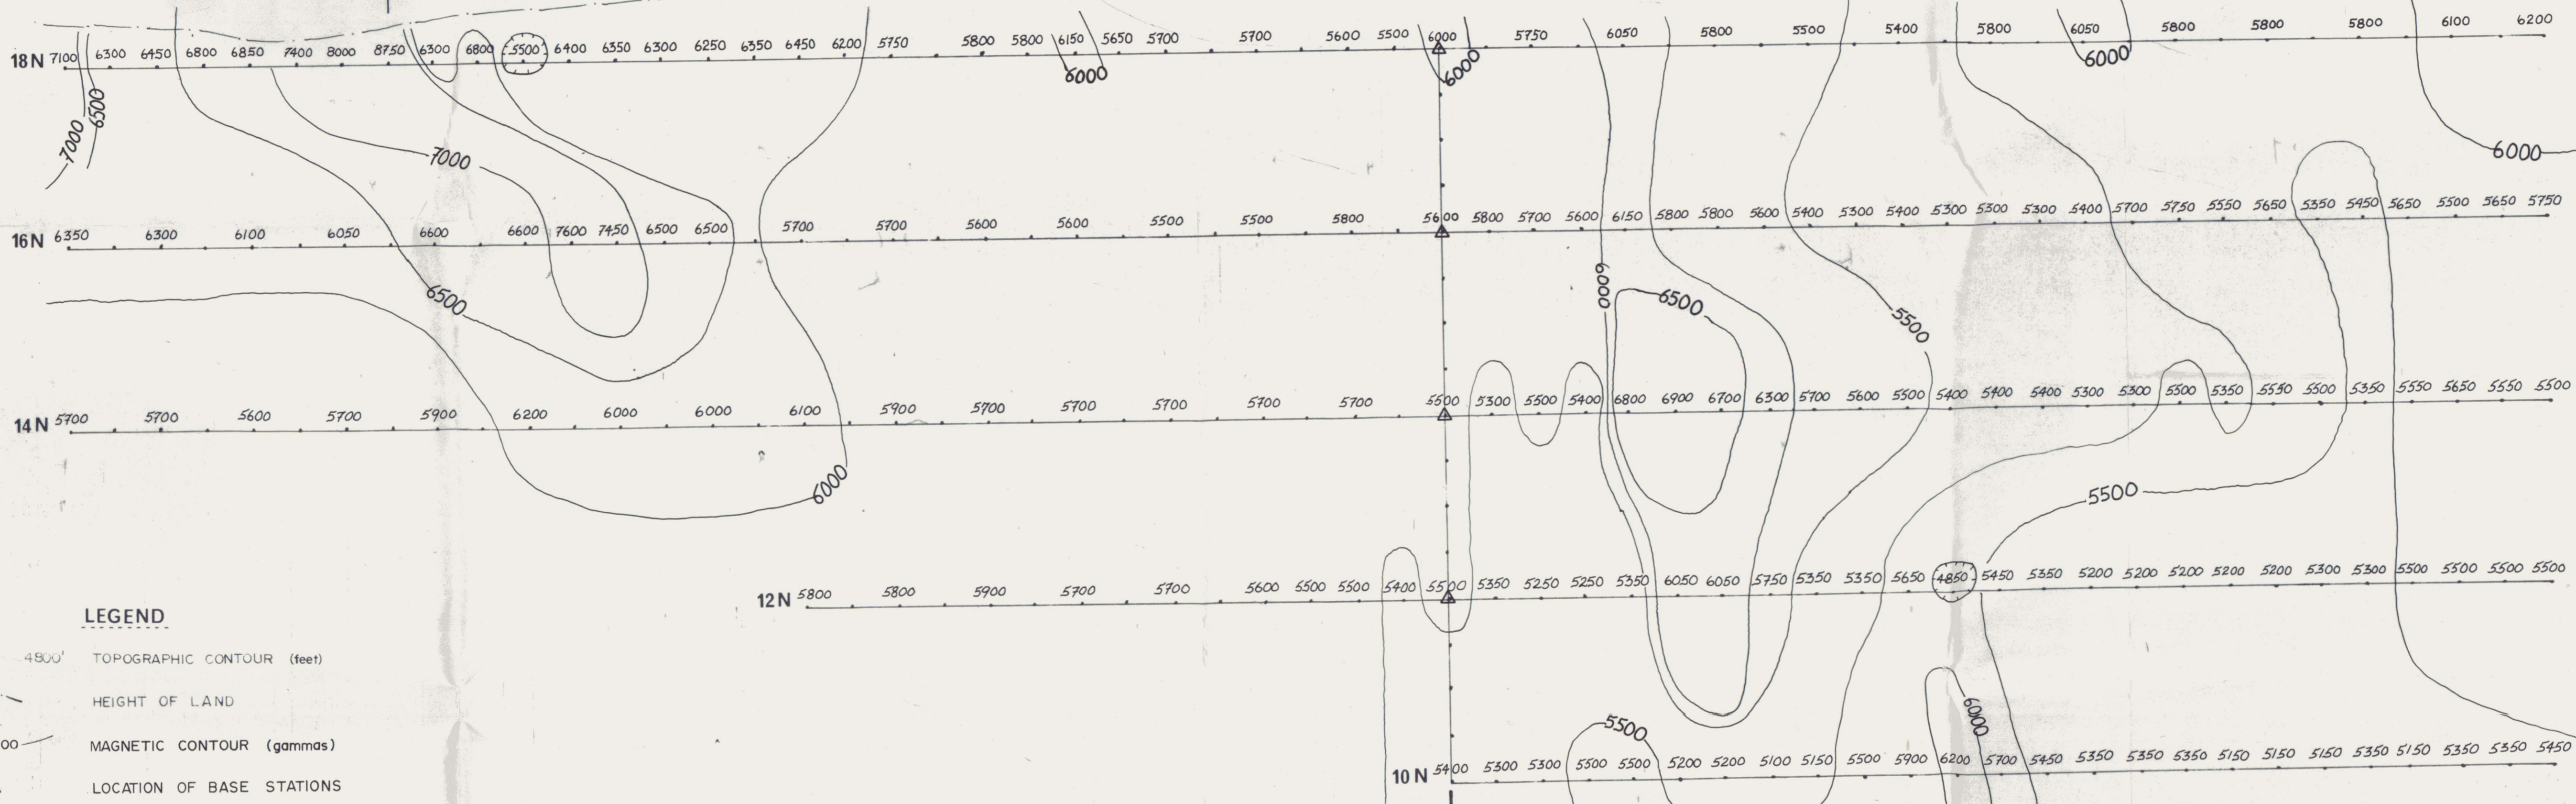 18N 7100 6300 6450 6800 6850 7400 8000 8750 6300 6800 5500 6400 6350 6300 6250 6350 6450 6200 5750 5800 5800 6150 5650 5700 5700 5600 5500 6000 5750 6050 5800 5500 5400 5800 6050 5800 5800 5800 6100 6200
6000 6000 6000
7000 6500
7000 6000
16N 6350 6300 6100 6050 6600 6600 7600 7450 6500 6500 5700 5700 5600 5600 5500 5500 5800 5600 5800 5700 5600 6150 5800 5800 5600 5400 5300 5400 5300 5300 5300 5400 5700 5750 5550 5650 5350 5450 5650 5500 5650 5750
6500 6000 6500 5500
14N 5700 5700 5600 5700 5900 6200 6000 6000 6100 5900 5700 5700 5700 5700 5700 5500 5300 5500 5400 6800 6900 6700 6300 5700 5600 5500 5400 5400 5400 5300 5300 5500 5350 5550 5500 5350 5550 5650 5550 5500
6000 5500
12N 5800 5800 5900 5700 5700 5600 5500 5500 5400 5500 5350 5250 5250 5350 6050 6050 5750 5350 5350 5650 4850 5450 5350 5200 5200 5200 5200 5200 5300 5300 5500 5500 5500 5500
5500 6000
10N 5400 5300 5300 5500 5500 5200 5200 5100 5150 5500 5900 6200 5700 5450 5350 5350 5350 5150 5150 5150 5350 5150 5350 5350 5450
LEGEND
4800' TOPOGRAPHIC CONTOUR (feet)
HEIGHT OF LAND
00 MAGNETIC CONTOUR (gammas)
LOCATION OF BASE STATIONS